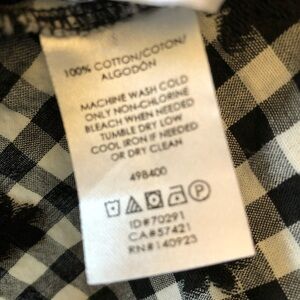 100% COTTON/COTON/
ALGODÓN
MACHINE WASH COLD
ONLY NON-CHLORINE
BLEACH WHEN NEEDED
TUMBLE DRY LOW
COOL IRON IF NEEDED
OR DRY CLEAN
498400
ID#70291
CA#57421
RN#140925